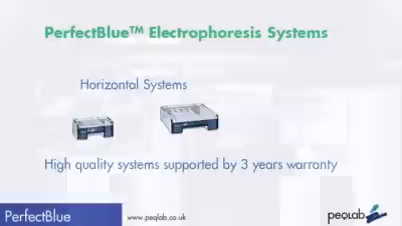 PerfectBlue™ Electrophoresis Systems
Horizontal Systems
High quality systems supported by 3 years warranty
PerfectBlue
www.peqlab.co.uk
peqlab